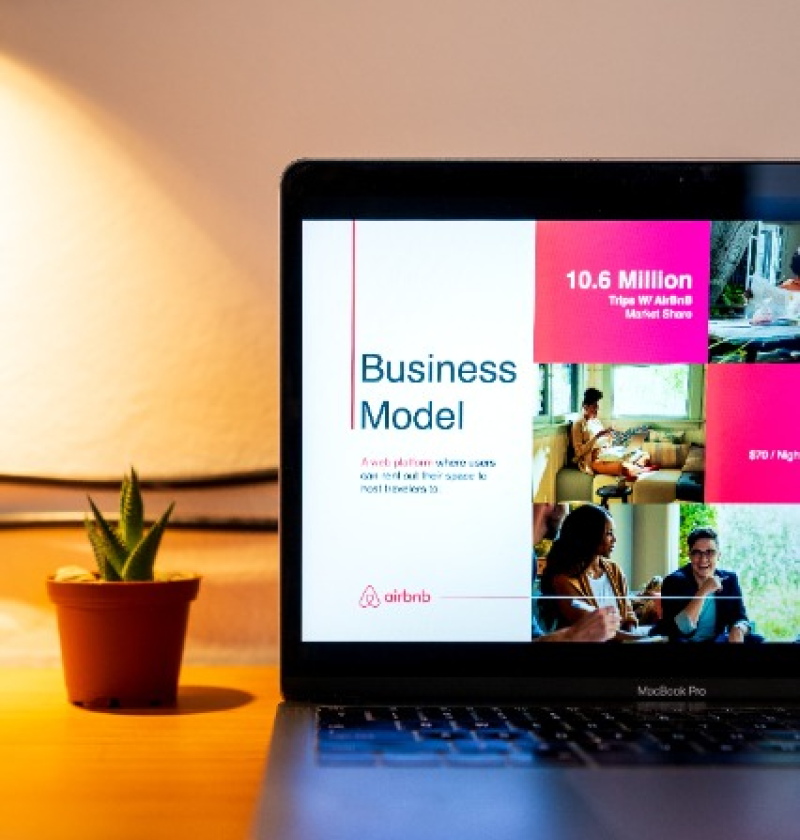 Business
Model
A web platform where users
can rent out their space to
host travelers to.
airbnb
10.6 Million
Trips W/ AirBnB
Market Share
$70 / Nigh
MacBook Pro